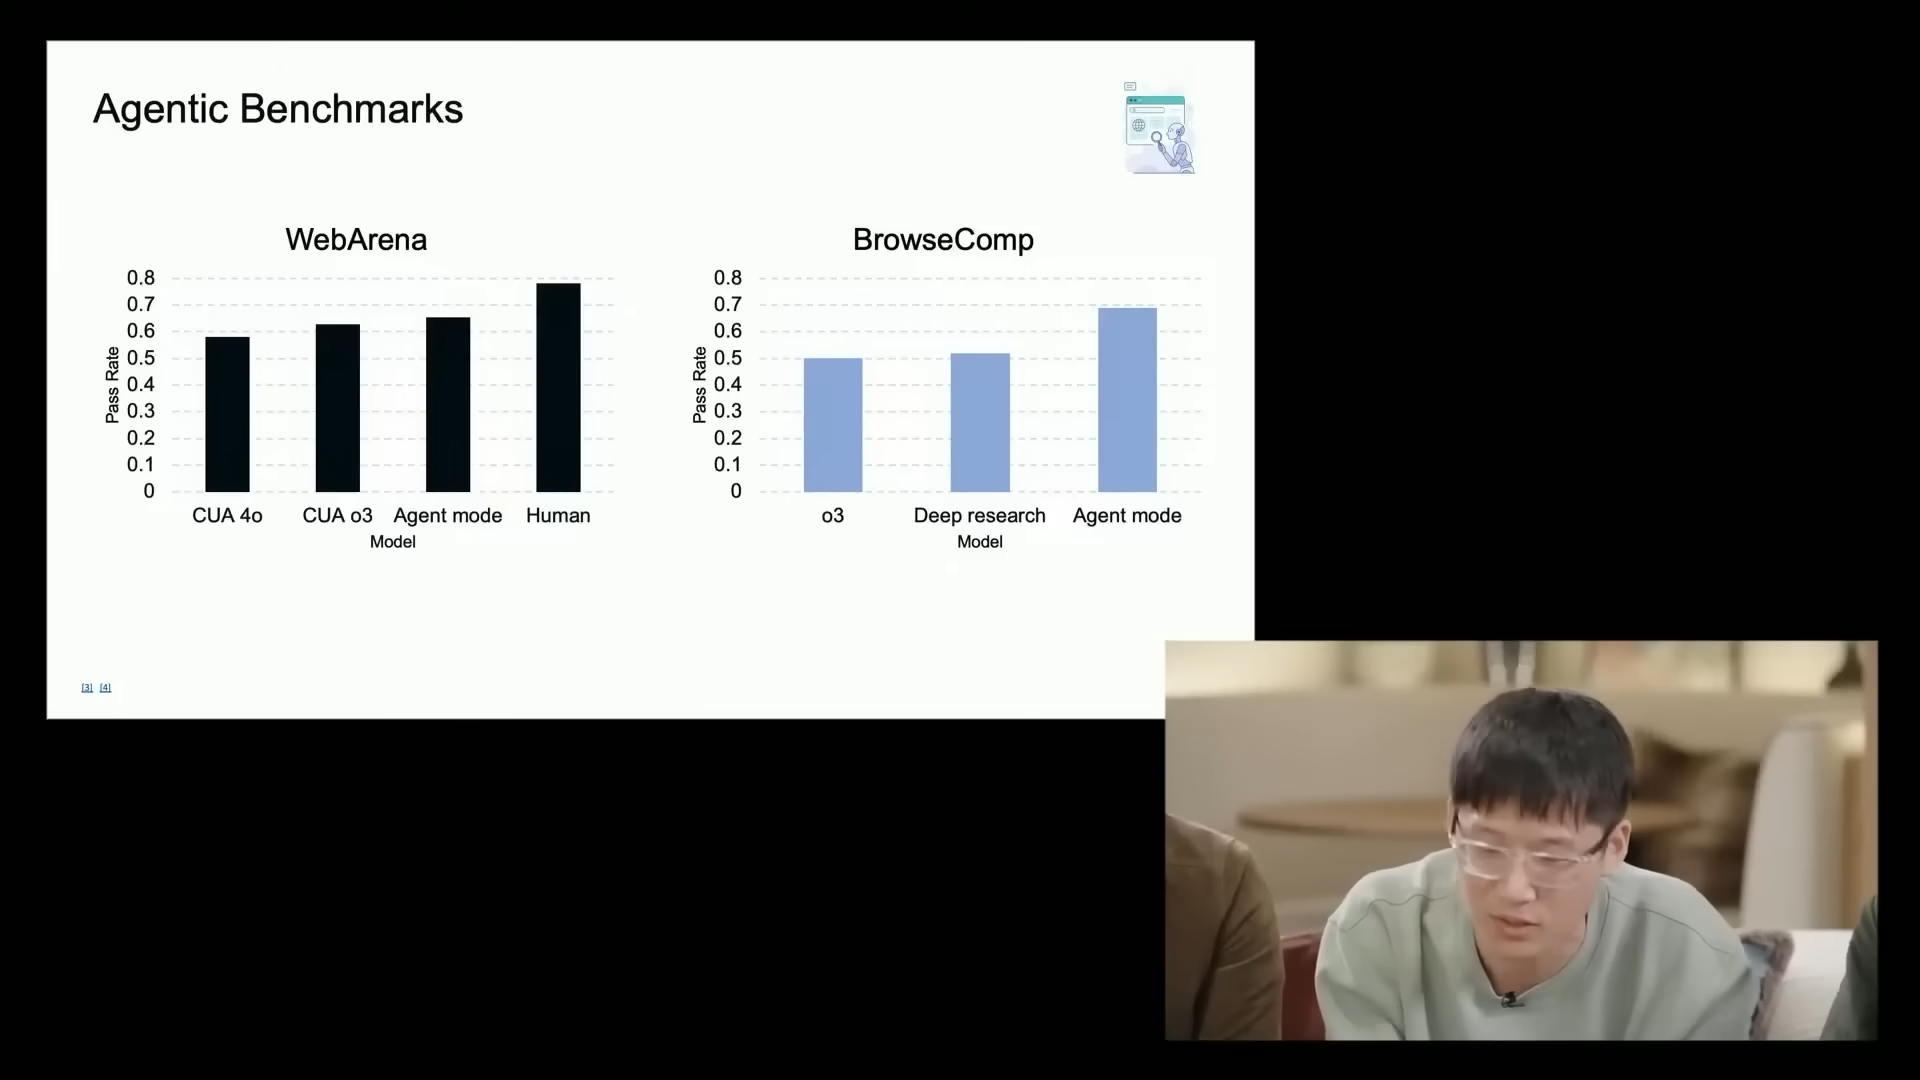 Agentic Benchmarks
WebArena
0.8
0.7
0.6
0.5
0.4
0.3
0.2
0.1
0
Pass Rate
CUA 4o CUA o3 Agent mode Human
Model
BrowseComp
0.8
0.7
0.6
0.5
0.4
0.3
0.2
0.1
0
Pass Rate
o3 Deep research Agent mode
Model
[3] [4]